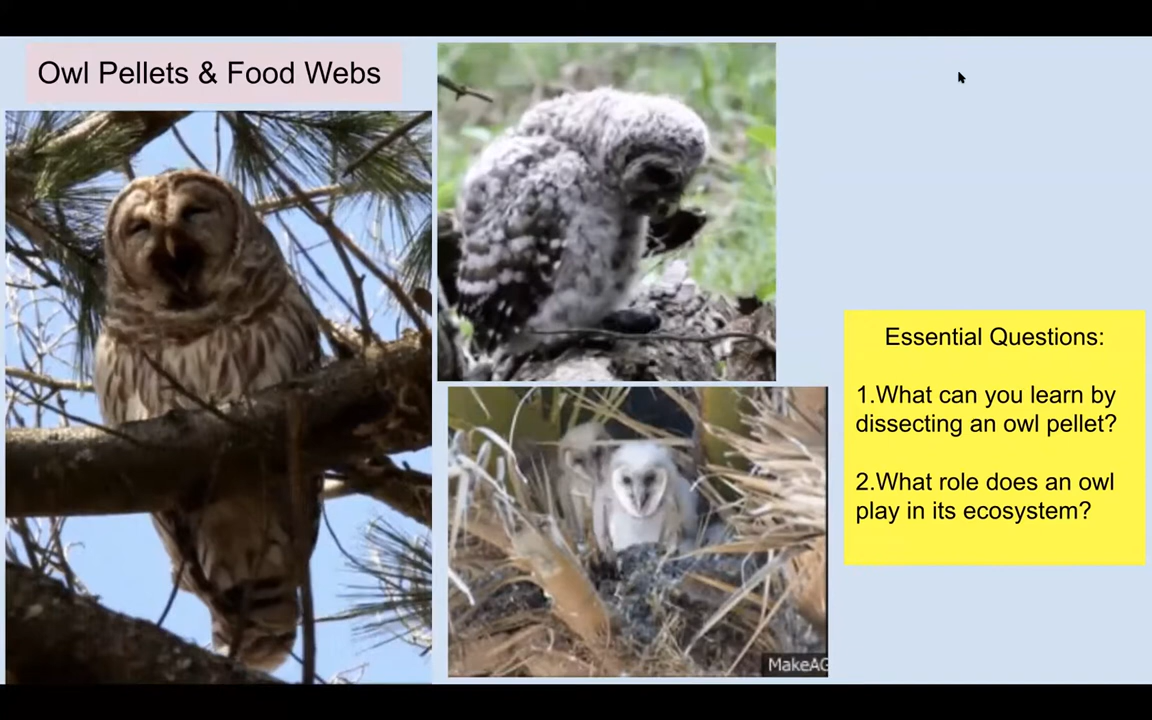 Owl Pellets & Food Webs
Essential Questions:
1.What can you learn by
dissecting an owl pellet?
2.What role does an owl
play in its ecosystem?
MakeAG